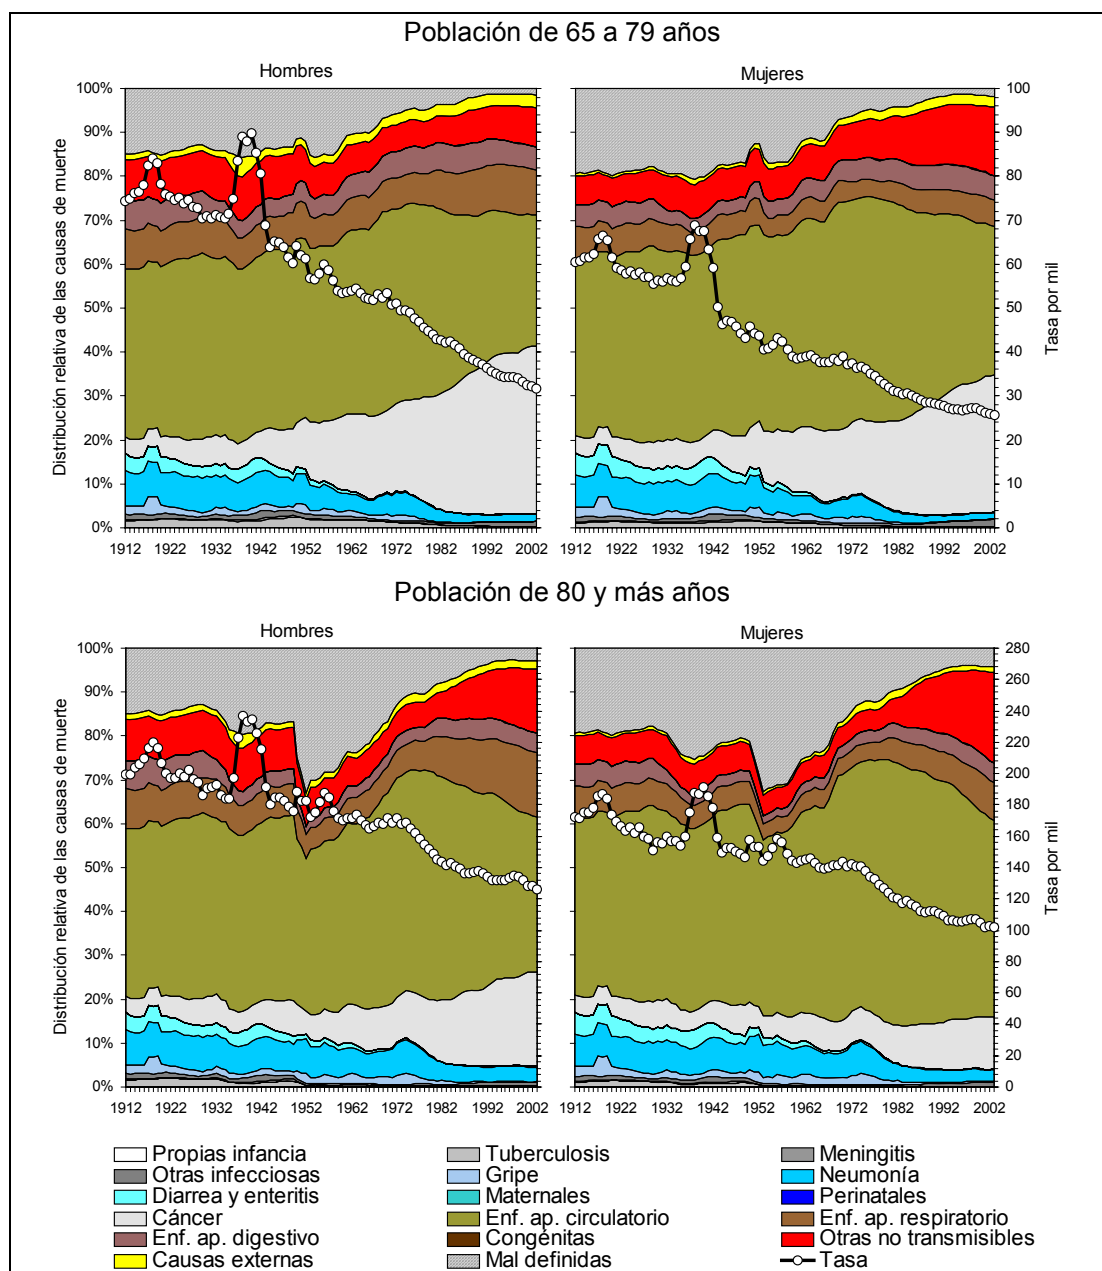 Población de 65 a 79 años
Hombres
Mujeres
Distribución relativa de las causas de muerte
100%
90%
80%
70%
60%
50%
40%
30%
20%
10%
0%
1912 1922 1932 1942 1952 1962 1972 1982 1992 2002
1912 1922 1932 1942 1952 1962 1972 1982 1992 2002
100
90
80
70
60
50
40
30
20
10
0
Tasa por mil
Población de 80 y más años
Hombres
Mujeres
Distribución relativa de las causas de muerte
100%
90%
80%
70%
60%
50%
40%
30%
20%
10%
0%
1912 1922 1932 1942 1952 1962 1972 1982 1992 2002
1912 1922 1932 1942 1952 1962 1972 1982 1992 2002
280
260
240
220
200
180
160
140
120
100
80
60
40
20
0
Tasa por mil
Propias infancia Tuberculosis Meningitis
Otras infecciosas Gripe Neumonía
Diarrea y enteritis Maternales Perinatales
Cáncer Enf. ap. circulatorio Enf. ap. respiratorio
Enf. ap. digestivo Congénitas Otras no transmisibles
Causas externas Mal definidas Tasa